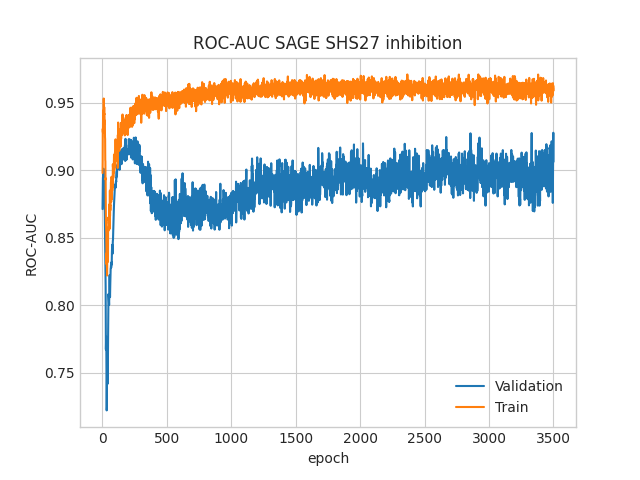 ROC-AUC SAGE SHS27 inhibition
0.95
0.90
0.85
0.80
0.75
ROC-AUC
Validation
Train
0 500 1000 1500 2000 2500 3000 3500
epoch